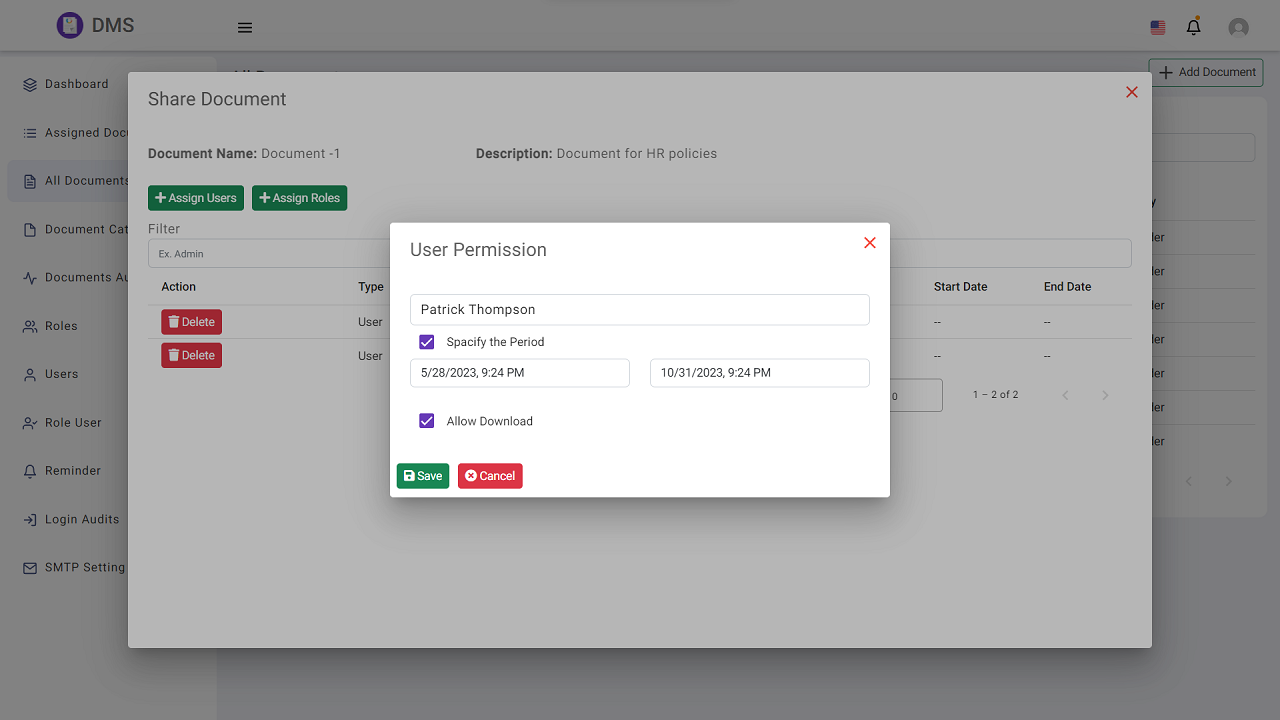 DMS
Dashboard
Assigned Docu
All Documents
Document Cat
Documents Au
Roles
Users
Role User
Reminder
Login Audits
SMTP Setting
Add Document
Share Document
Document Name: Document -1
Description: Document for HR policies
Assign Users
Assign Roles
Filter
Ex. Admin
Action Type Start Date End Date
Delete User -- --
Delete User -- --
0 1 – 2 of 2
User Permission
Patrick Thompson
Spacify the Period
5/28/2023, 9:24 PM 10/31/2023, 9:24 PM
Allow Download
Save Cancel